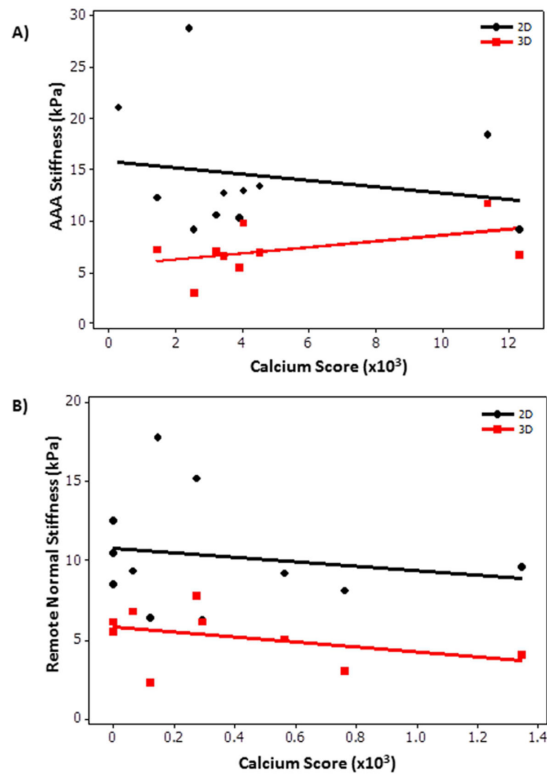 A)
2D
3D
30
25
20
15
10
5
0
AAA Stiffness (kPa)
0 2 4 6 8 10 12
Calcium Score (x10³)
B)
2D
3D
20
15
10
5
0
Remote Normal Stiffness (kPa)
0 0.2 0.4 0.6 0.8 1.0 1.2 1.4
Calcium Score (x10³)